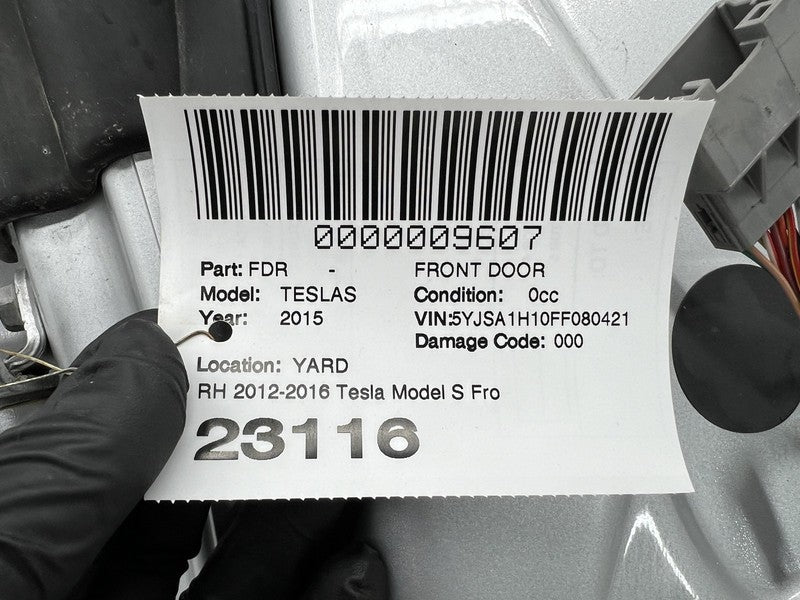 0000009607
Part: FDR - FRONT DOOR
Model: TESLAS Condition: 0cc
Year: 2015 VIN:5YJSA1H10FF080421
Damage Code: 000
Location: YARD
RH 2012-2016 Tesla Model S Fro
23116